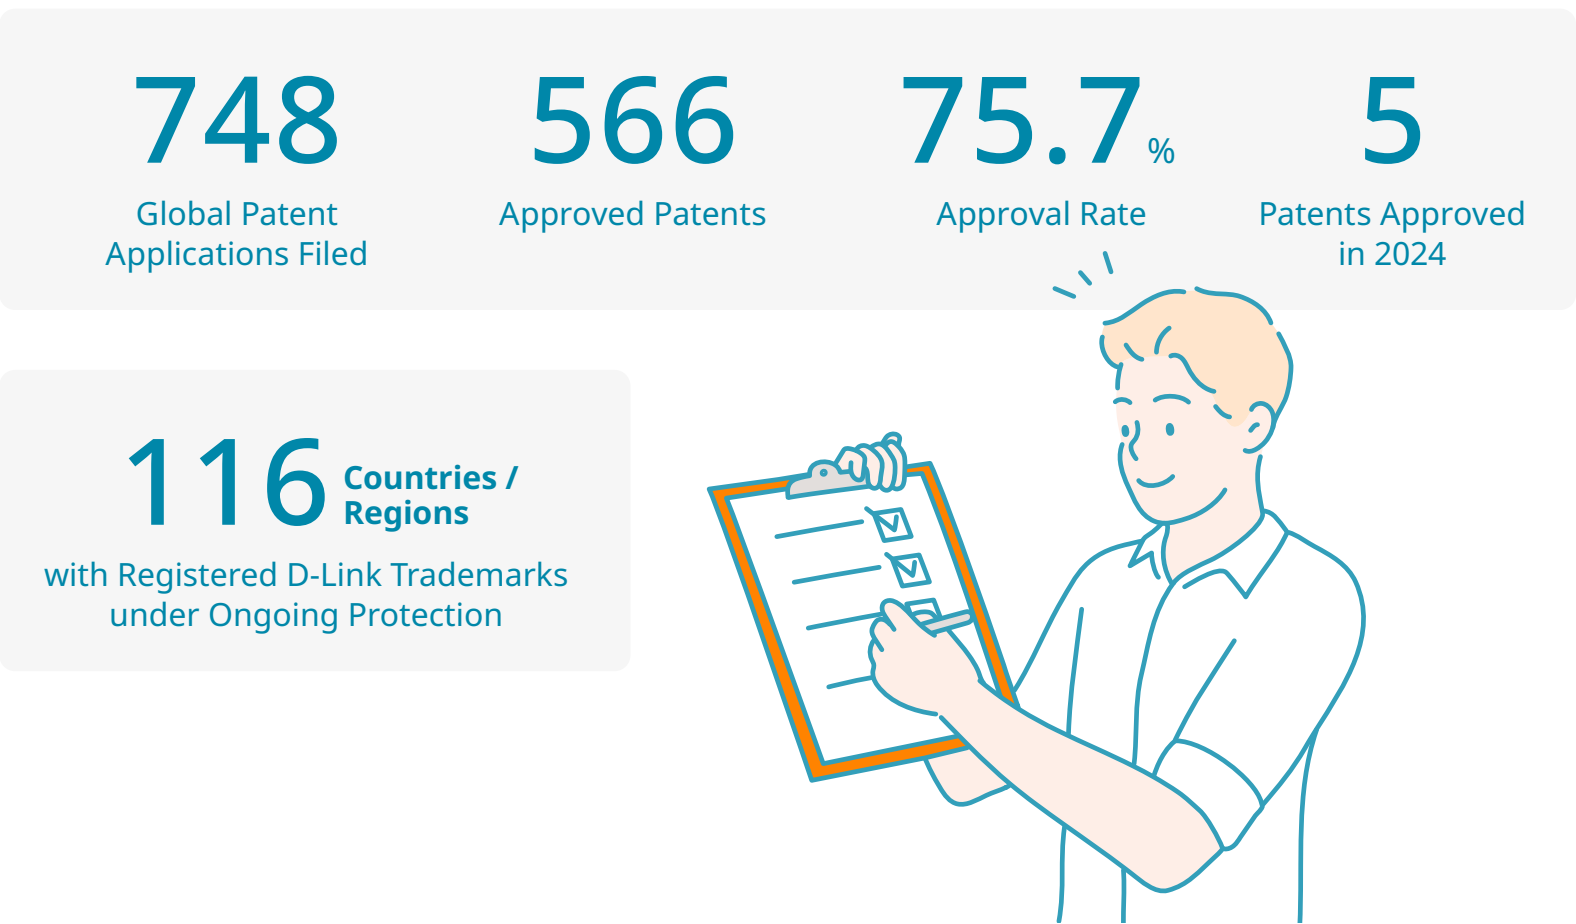 748
Global Patent
Applications Filed
566
Approved Patents
75.7%
Approval Rate
5
Patents Approved
in 2024
116 Countries /
Regions
with Registered D-Link Trademarks
under Ongoing Protection